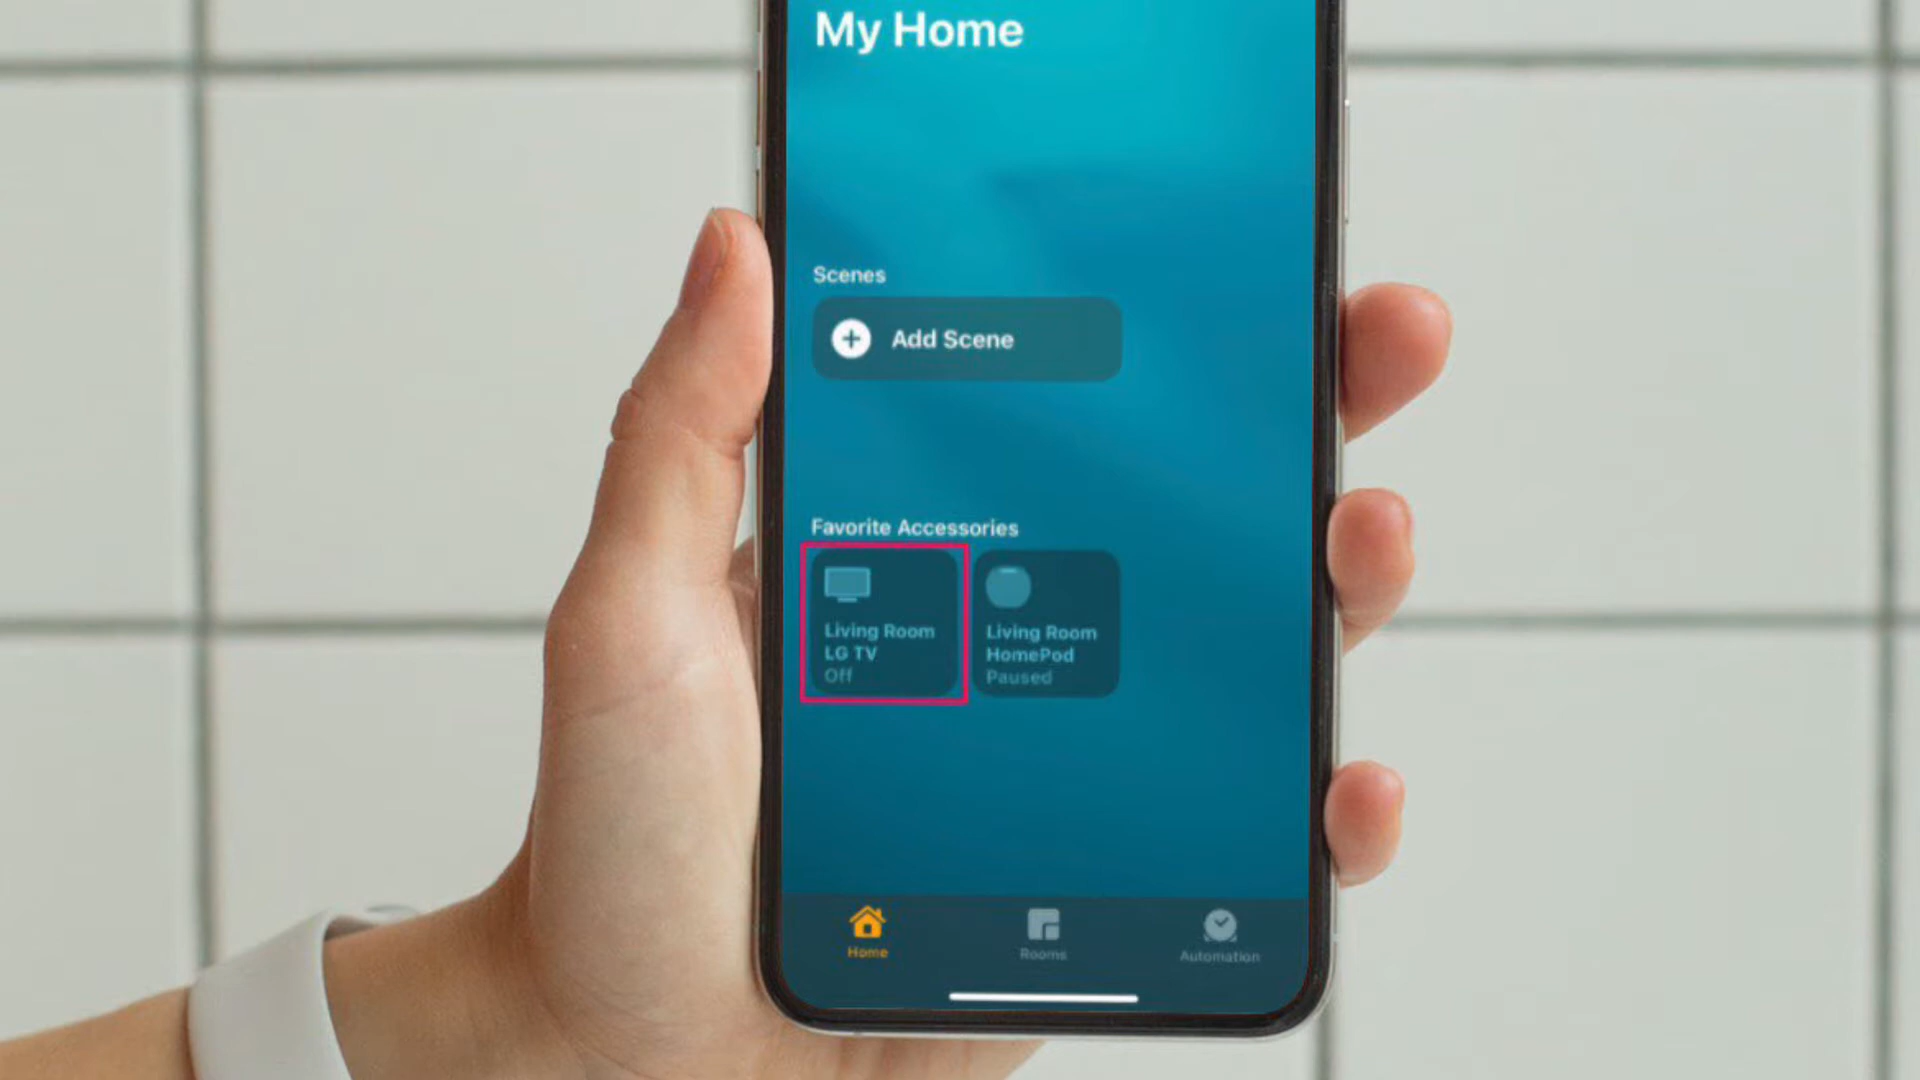 My Home
Scenes
Add Scene
Favorite Accessories
Living Room
LG TV
Off
Living Room
HomePod
Paused
Home
Rooms
Automation